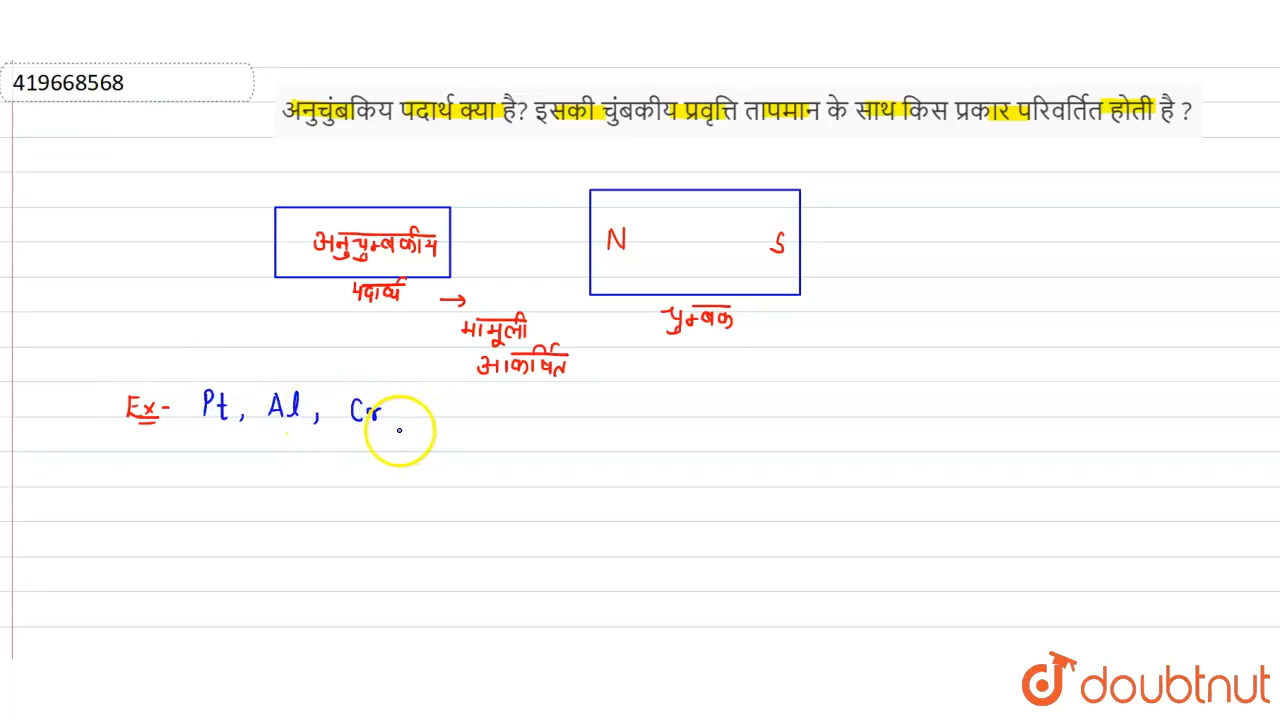 419668568
अनुचुंबकिय पदार्थ क्या है? इसकी चुंबकीय प्रवृत्ति तापमान के साथ किस प्रकार परिवर्तित होती है ?
अनुचुम्बकीय
पदार्थ
N S
चुम्बक
→
मामूली
आकर्षित
Ex- Pt, Al, Cr
doubtnut